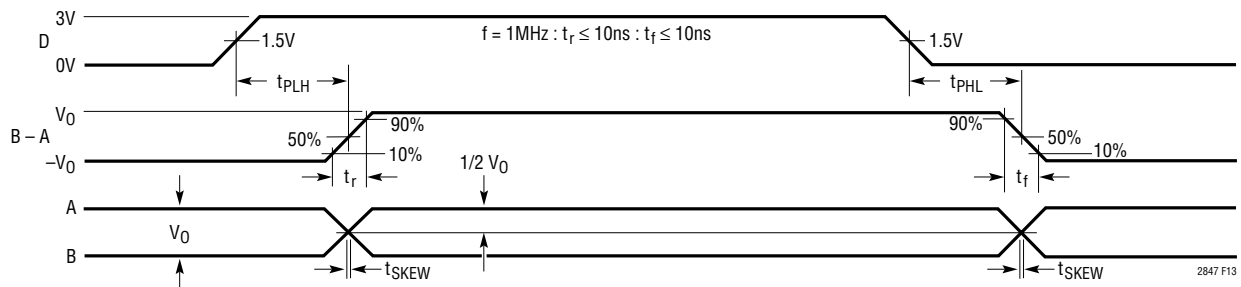 3V
D
0V
1.5V
f = 1MHz : tr ≤ 10ns : tf ≤ 10ns
1.5V
tPLH
tPHL
VO
B – A
–VO
50%
90%
10%
tr
1/2 VO
90%
50%
10%
tf
A
VO
B
tSKEW
tSKEW
2847 F13